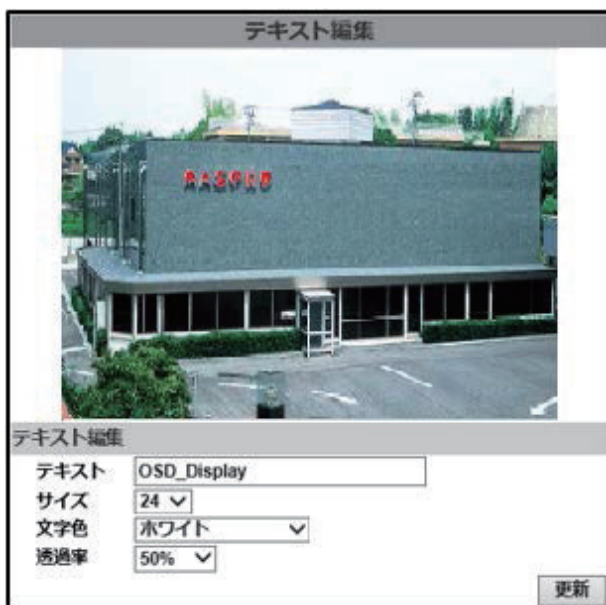 テキスト編集
テキスト編集
テキスト OSD_Display
サイズ 24
文字色 ホワイト
透過率 50%
更新